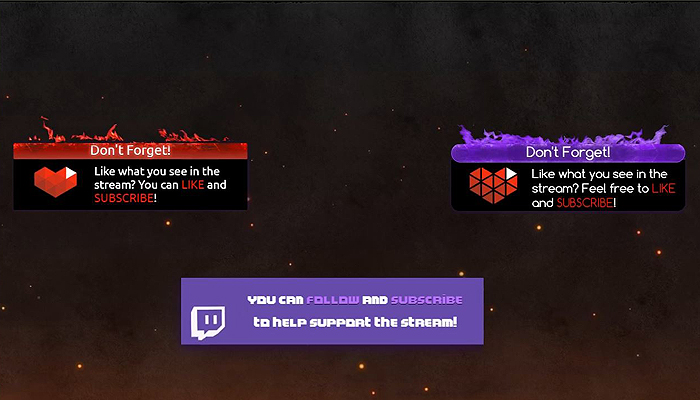 Don't Forget!
Like what you see in the
stream? You can LIKE and
SUBSCRIBE!
Don't Forget!
Like what you see in the
stream? Feel free to LIKE
and SUBSCRIBE!
YOU CAN FOLLOW AND SUBSCRIBE
to help support the stream!